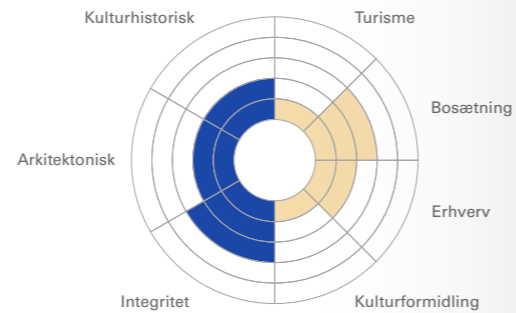 Kulturhistorisk
Turisme
Bosætning
Arkitektonisk
Erhverv
Integritet
Kulturformidling